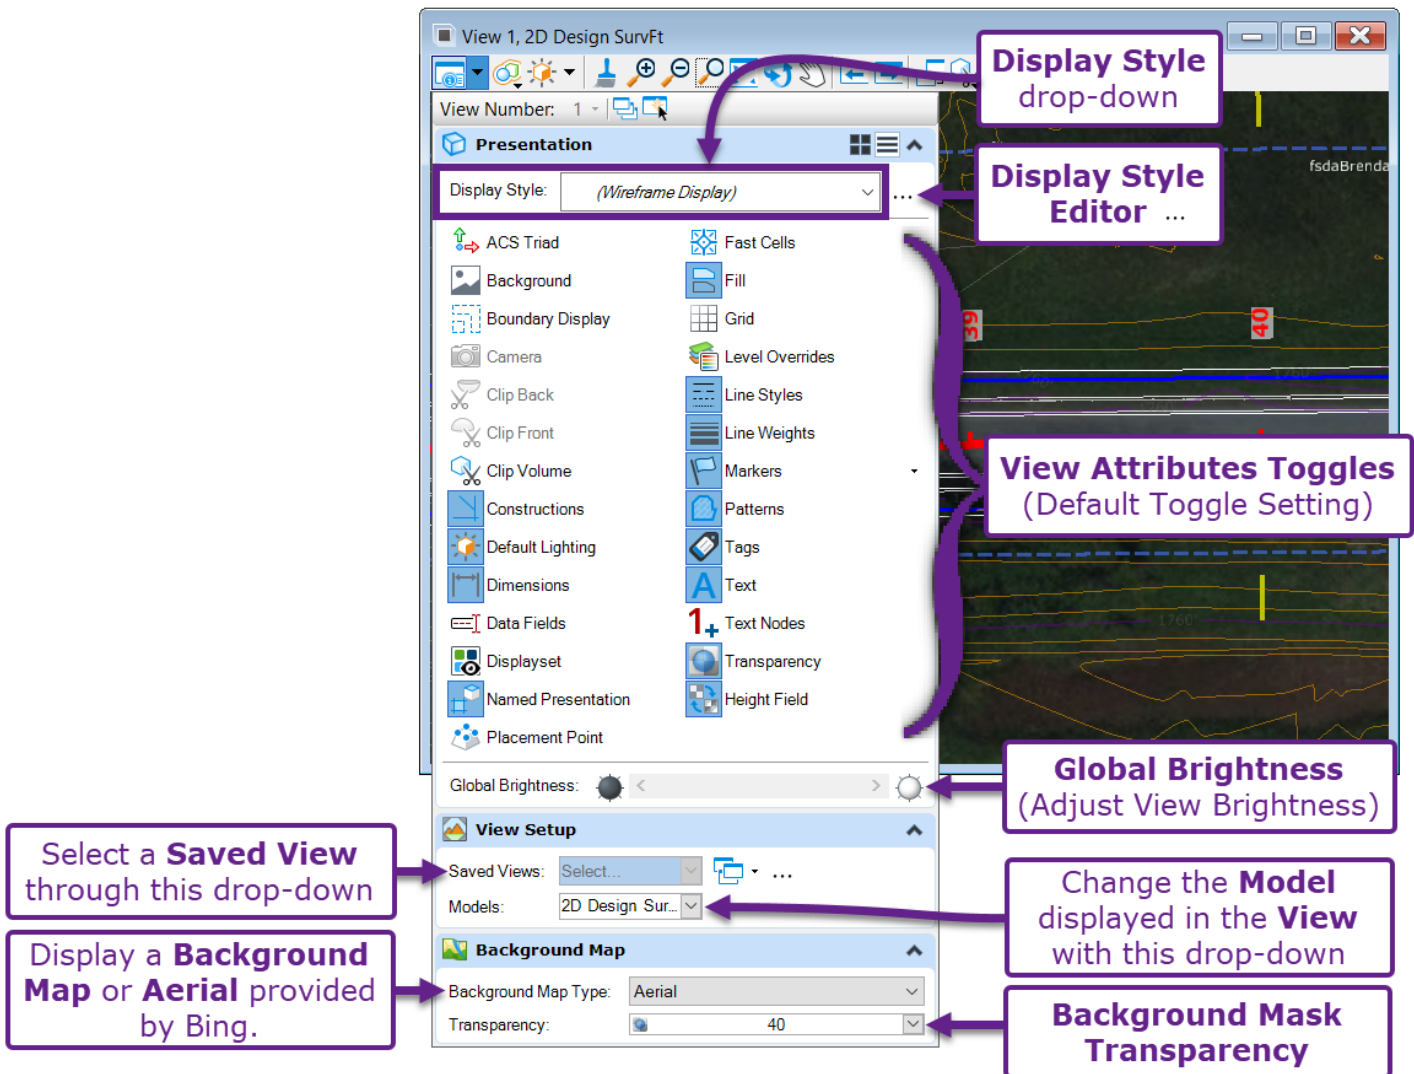 View 1, 2D Design SurvFt
Display Style
drop-down
View Number: 1
Presentation
fsdaBrenda
Display Style: (Wireframe Display) ...
Display Style
Editor ...
ACS Triad
Fast Cells
Background
Fill
Boundary Display
Grid
39
40
Camera
Level Overrides
Clip Back
Line Styles
Clip Front
Line Weights
Clip Volume
Markers
View Attributes Toggles
(Default Toggle Setting)
Constructions
Patterns
Default Lighting
Tags
Dimensions
Text
Data Fields
Text Nodes
1760
Displayset
Transparency
Named Presentation
Height Field
Placement Point
Global Brightness:
Global Brightness
(Adjust View Brightness)
View Setup
Select a Saved View
through this drop-down
Saved Views: Select... ...
Models: 2D Design Sur...
Change the Model
displayed in the View
with this drop-down
Background Map
Display a Background
Map or Aerial provided
by Bing.
Background Map Type: Aerial
Transparency: 40
Background Mask
Transparency